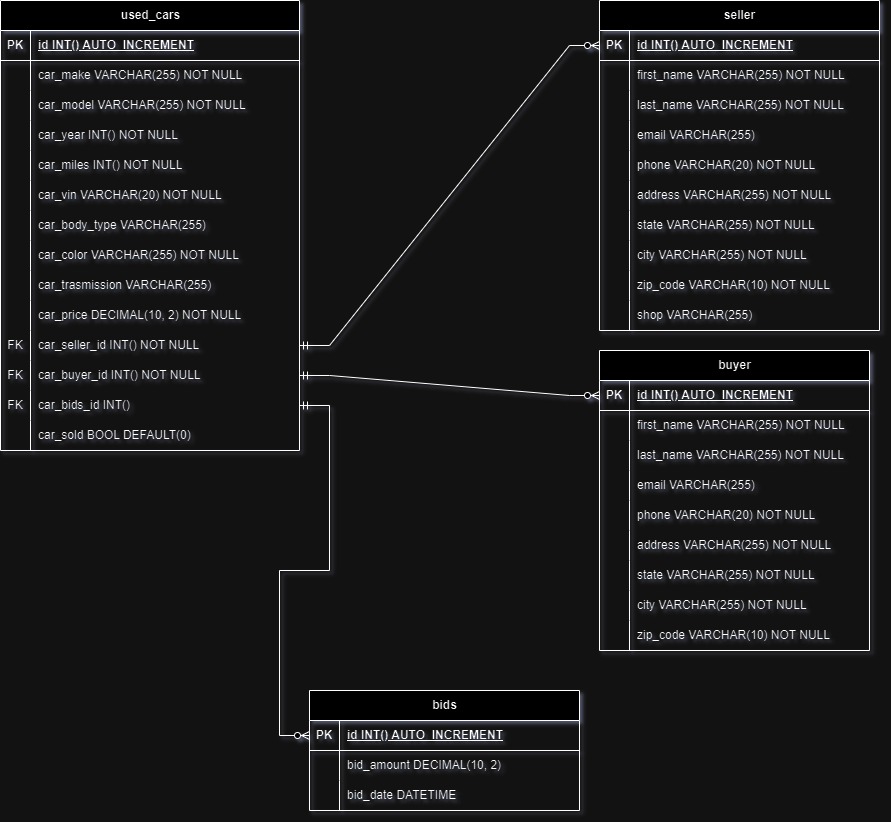 used_cars
PK id INT() AUTO_INCREMENT
car_make VARCHAR(255) NOT NULL
car_model VARCHAR(255) NOT NULL
car_year INT() NOT NULL
car_miles INT() NOT NULL
car_vin VARCHAR(20) NOT NULL
car_body_type VARCHAR(255)
car_color VARCHAR(255) NOT NULL
car_trasmission VARCHAR(255)
car_price DECIMAL(10, 2) NOT NULL
FK car_seller_id INT() NOT NULL
FK car_buyer_id INT() NOT NULL
FK car_bids_id INT()
car_sold BOOL DEFAULT(0)
seller
PK id INT() AUTO_INCREMENT
first_name VARCHAR(255) NOT NULL
last_name VARCHAR(255) NOT NULL
email VARCHAR(255)
phone VARCHAR(20) NOT NULL
address VARCHAR(255) NOT NULL
state VARCHAR(255) NOT NULL
city VARCHAR(255) NOT NULL
zip_code VARCHAR(10) NOT NULL
shop VARCHAR(255)
buyer
PK id INT() AUTO_INCREMENT
first_name VARCHAR(255) NOT NULL
last_name VARCHAR(255) NOT NULL
email VARCHAR(255)
phone VARCHAR(20) NOT NULL
address VARCHAR(255) NOT NULL
state VARCHAR(255) NOT NULL
city VARCHAR(255) NOT NULL
zip_code VARCHAR(10) NOT NULL
bids
PK id INT() AUTO_INCREMENT
bid_amount DECIMAL(10, 2)
bid_date DATETIME